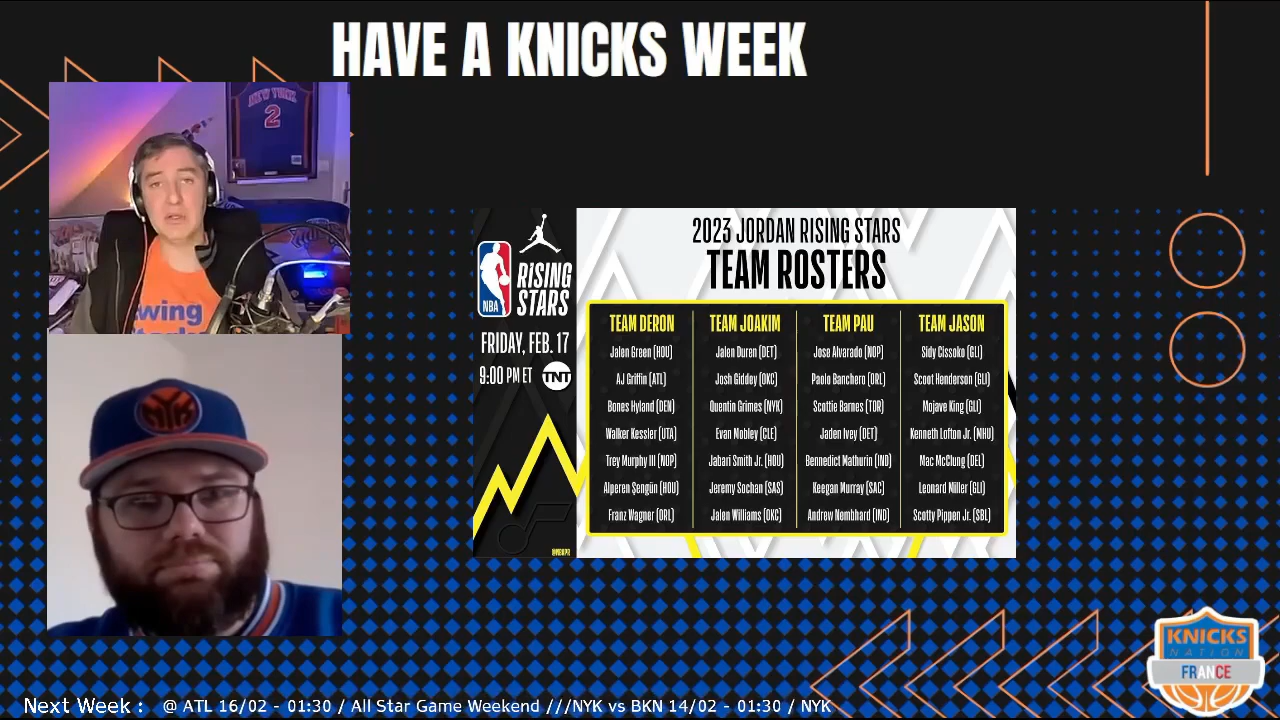 HAVE A KNICKS WEEK
NEW YORK
2
wing
NYK
NBA
RISING
STARS
FRIDAY, FEB. 17
9:00 PM ET TNT
@NBAPR
2023 JORDAN RISING STARS
TEAM ROSTERS
TEAM DERON
Jalen Green (HOU)
AJ Griffin (ATL)
Bones Hyland (DEN)
Walker Kessler (UTA)
Trey Murphy III (NOP)
Alperen Şengün (HOU)
Franz Wagner (ORL)
TEAM JOAKIM
Jalen Duren (DET)
Josh Giddey (OKC)
Quentin Grimes (NYK)
Evan Mobley (CLE)
Jabari Smith Jr. (HOU)
Jeremy Sochan (SAS)
Jalen Williams (OKC)
TEAM PAU
Jose Alvarado (NOP)
Paolo Banchero (ORL)
Scottie Barnes (TOR)
Jaden Ivey (DET)
Bennedict Mathurin (IND)
Keegan Murray (SAC)
Andrew Nembhard (IND)
TEAM JASON
Sidy Cissoko (GLI)
Scoot Henderson (GLI)
Mojave King (GLI)
Kenneth Lofton Jr. (MHU)
Mac McClung (DEL)
Leonard Miller (GLI)
Scotty Pippen Jr. (SBL)
KNICKS
NATION
FRANCE
Next Week : @ ATL 16/02 - 01:30 / All Star Game Weekend ///NYK vs BKN 14/02 - 01:30 / NYK